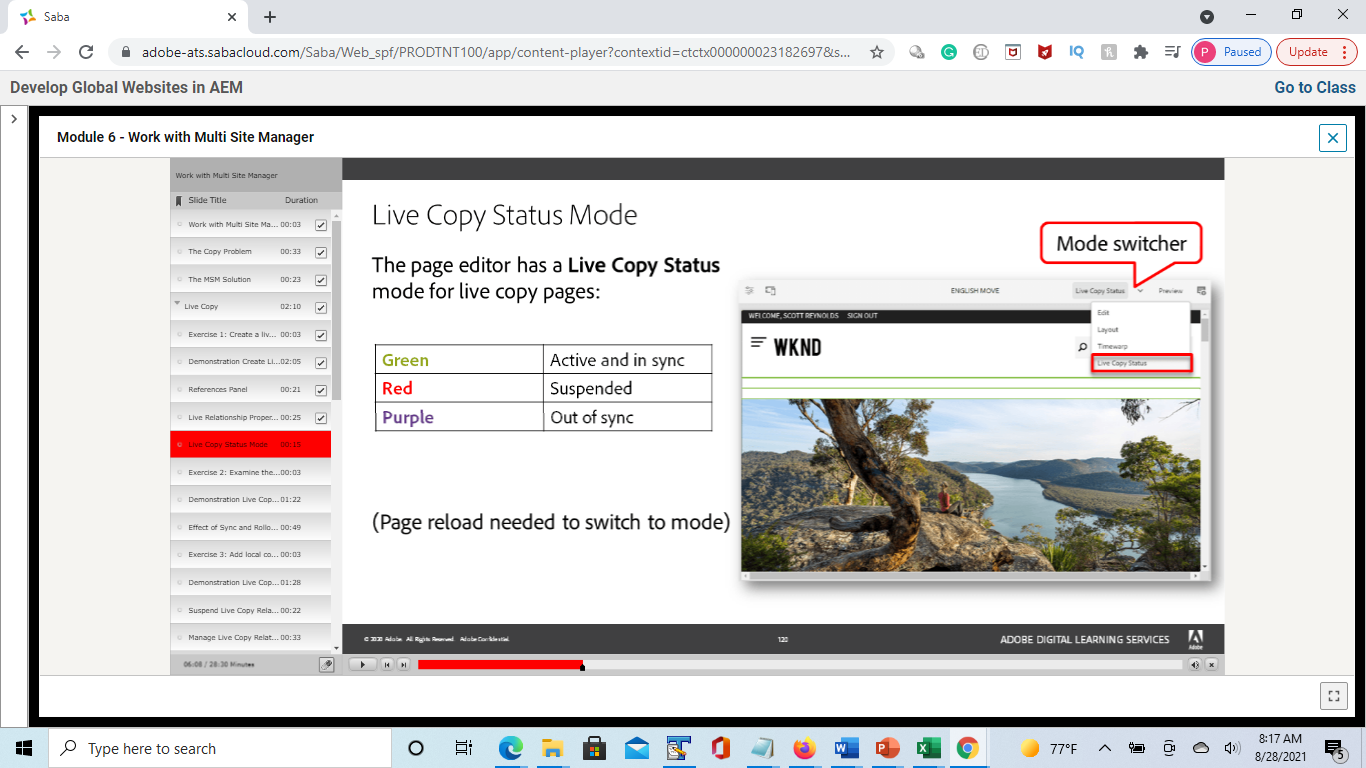 Saba
adobe-ats.sabacloud.com/Saba/Web_spf/PRODTNT100/app/content-player?contextid=ctctx0000000023182697&s...
P Paused
Update
Develop Global Websites in AEM
Go to Class
Module 6 - Work with Multi Site Manager
Work with Multi Site Manager
Slide Title Duration
Work with Multi Site Ma... 00:03
The Copy Problem 00:33
The MSM Solution 00:23
Live Copy 02:10
Exercise 1: Create a liv... 00:03
Demonstration Create Li... 02:05
References Panel 00:21
Live Relationship Proper... 00:25
Live Copy Status Mode 00:15
Exercise 2: Examine the... 00:03
Demonstration Live Cop... 01:22
Effect of Sync and Rollo... 00:49
Exercise 3: Add local co... 00:03
Demonstration Live Cop... 01:28
Suspend Live Copy Rela... 00:22
Manage Live Copy Relat... 00:33
06:08 / 28:30 Minutes
Live Copy Status Mode
The page editor has a Live Copy Status
mode for live copy pages:
Green Active and in sync
Red Suspended
Purple Out of sync
(Page reload needed to switch to mode)
Mode switcher
ENGLISH MOVE
Live Copy Status
Preview
WELCOME, SCOTT REYNOLDS SIGN OUT
WKND
Edit
Layout
Timewarp
Live Copy Status
© 2020 Adobe. All Rights Reserved. Adobe Confidential.
120
ADOBE DIGITAL LEARNING SERVICES
Adobe
Type here to search
77°F
8:17 AM
8/28/2021
5